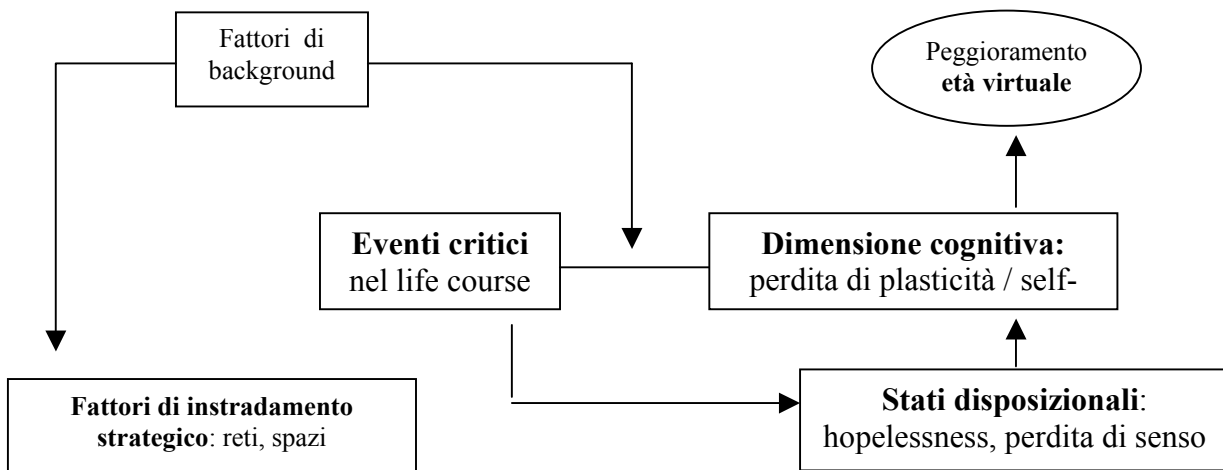 Fattori di
background
Peggioramento
età virtuale
Eventi critici
nel life course
Dimensione cognitiva:
perdita di plasticità / self-
Fattori di instradamento
strategico: reti, spazi
Stati disposizionali:
hopelessness, perdita di senso